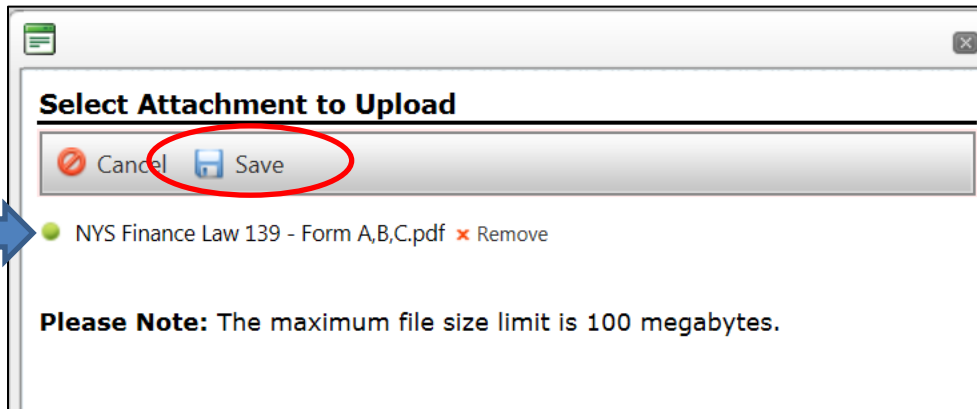 Select Attachment to Upload
Cancel Save
NYS Finance Law 139 - Form A,B,C.pdf × Remove
Please Note: The maximum file size limit is 100 megabytes.